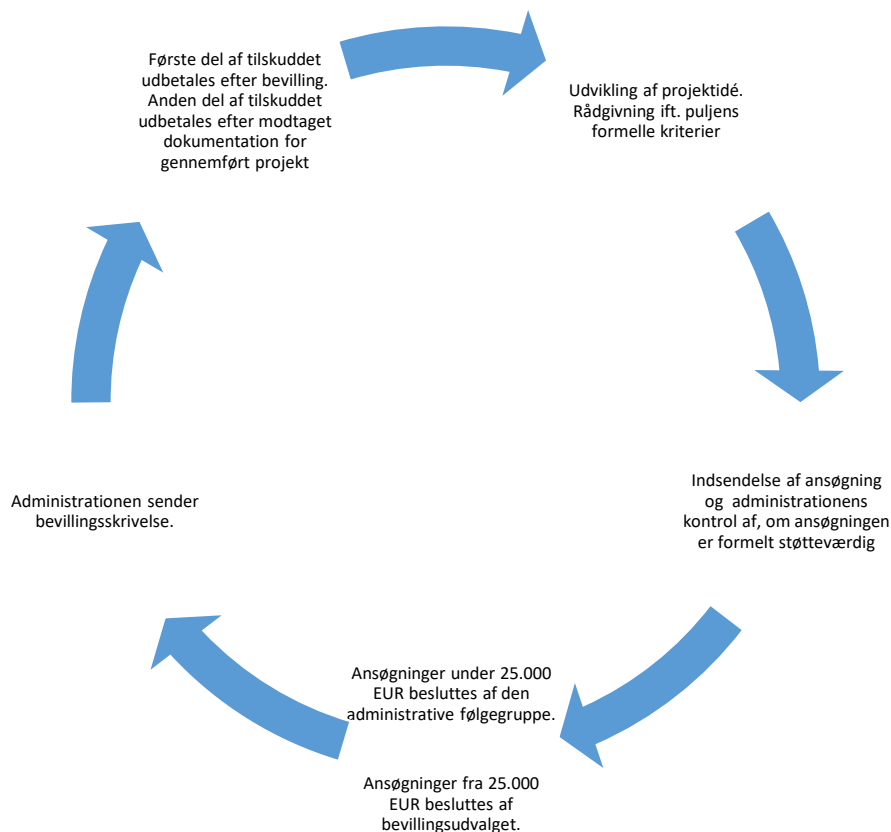 Første del af tilskuddet
udbetales efter bevilling.
Anden del af tilskuddet
udbetales efter modtaget
dokumentation for
gennemført projekt
Udvikling af projektidé.
Rådgivning ift. puljens
formelle kriterier
Indsendelse af ansøgning
og administrationens
kontrol af, om ansøgningen
er formelt støtteværdig
Ansøgninger under 25.000
EUR besluttes af den
administrative følgegruppe.
Ansøgninger fra 25.000
EUR besluttes af
bevillingsudvalget.
Administrationen sender
bevillingsskrivelse.